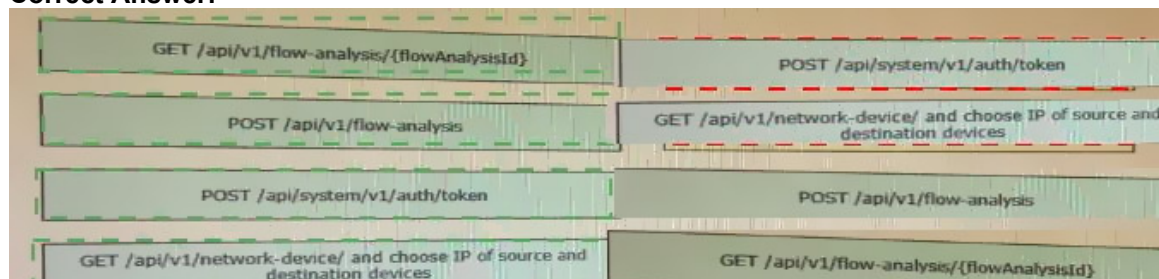 Correct Answer:
GET /api/v1/flow-analysis/{flowAnalysisId}
POST /api/v1/flow-analysis
POST /api/system/v1/auth/token
GET /api/v1/network-device/ and choose IP of source and
destination devices
POST /api/system/v1/auth/token
GET /api/v1/network-device/ and choose IP of source and
destination devices
POST /api/v1/flow-analysis
GET /api/v1/flow-analysis/{flowAnalysisId}